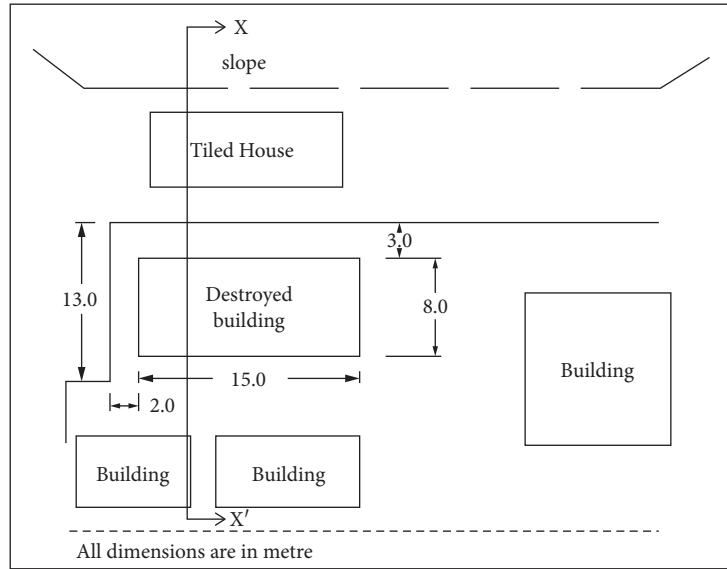 X
slope
Tiled House
3.0
13.0
Destroyed
building
8.0
Building
15.0
2.0
Building
Building
X′
All dimensions are in metre